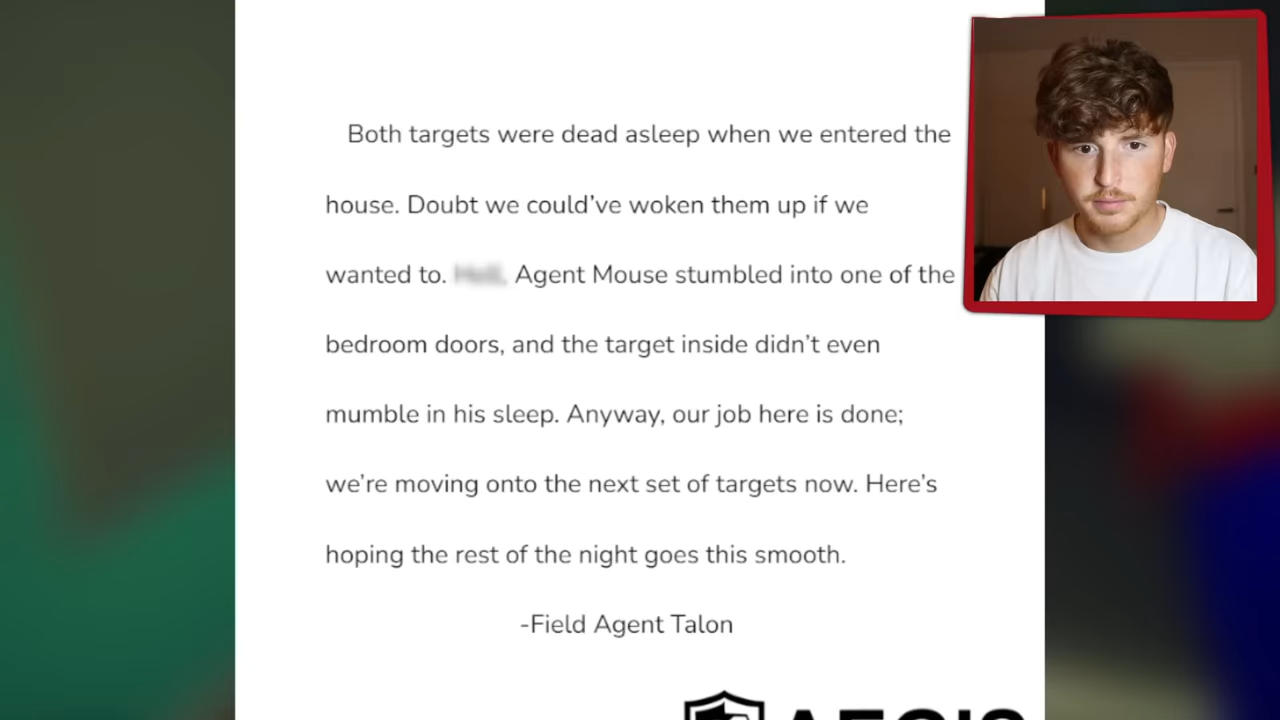 Both targets were dead asleep when we entered the
house. Doubt we could've woken them up if we
wanted to. Agent Mouse stumbled into one of the
bedroom doors, and the target inside didn't even
mumble in his sleep. Anyway, our job here is done;
we're moving onto the next set of targets now. Here's
hoping the rest of the night goes this smooth.
-Field Agent Talon
AEGIS